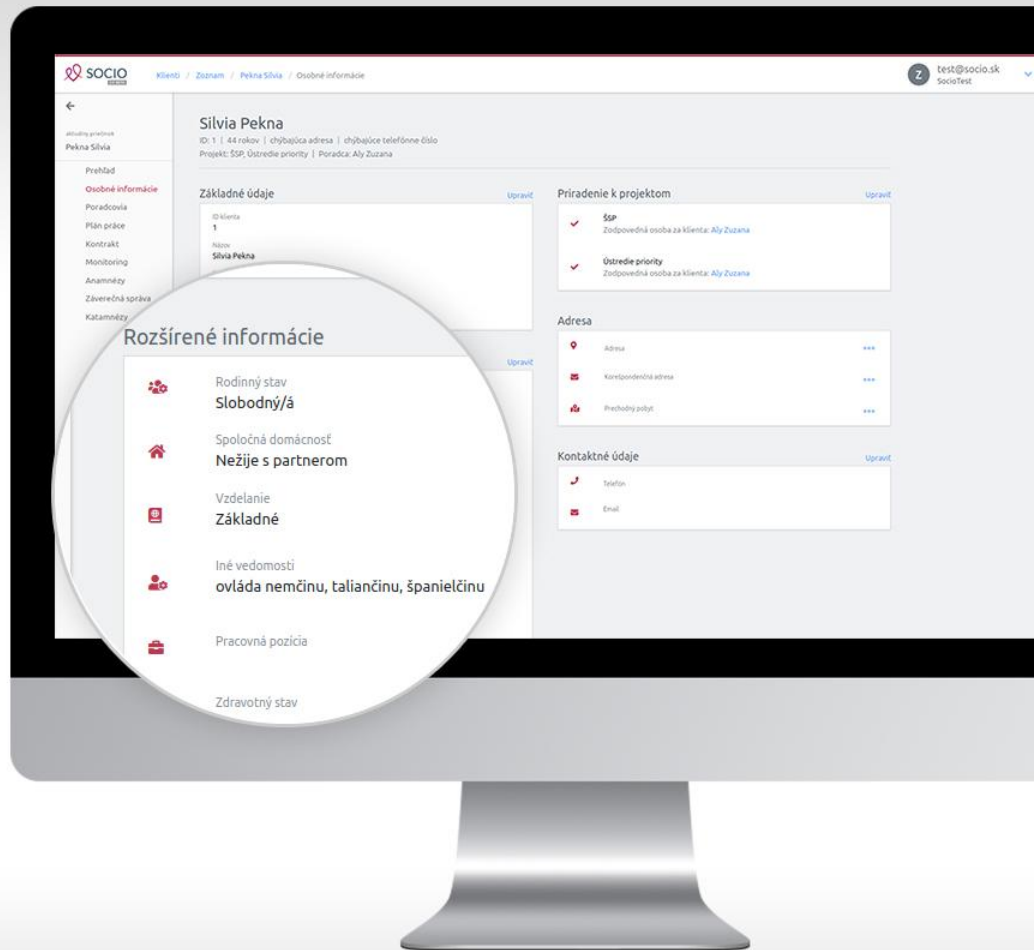 SOCIO
Klienti / Zoznam / Pekna Silvia / Osobné informácie
Z
test@socio.sk
SocioTest
aktuálny priečinok
Pekna Silvia
Prehľad
Osobné informácie
Poradcovia
Plán práce
Kontrakt
Monitoring
Anamnézy
Záverečná správa
Katamnézy
Silvia Pekna
ID: 1 | 44 rokov | chýbajúca adresa | chýbajúce telefónne číslo
Projekt: ŠSP, Ústredie priority | Poradca: Aly Zuzana
Základné údaje
Upraviť
ID klienta
1
Názov
Silvia Pekna
Upraviť
Rozšírené informácie
Rodinný stav
Slobodný/á
Spoločná domácnosť
Nežije s partnerom
Vzdelanie
Základné
Iné vedomosti
ovláda nemčinu, taliančinu, španielčinu
Pracovná pozícia
Zdravotný stav
Priradenie k projektom
Upraviť
ŠSP
Zodpovedná osoba za klienta: Aly Zuzana
Ústredie priority
Zodpovedná osoba za klienta: Aly Zuzana
Adresa
Adresa
Korešpondenčná adresa
Prechodný pobyt
Kontaktné údaje
Upraviť
Telefón
Email